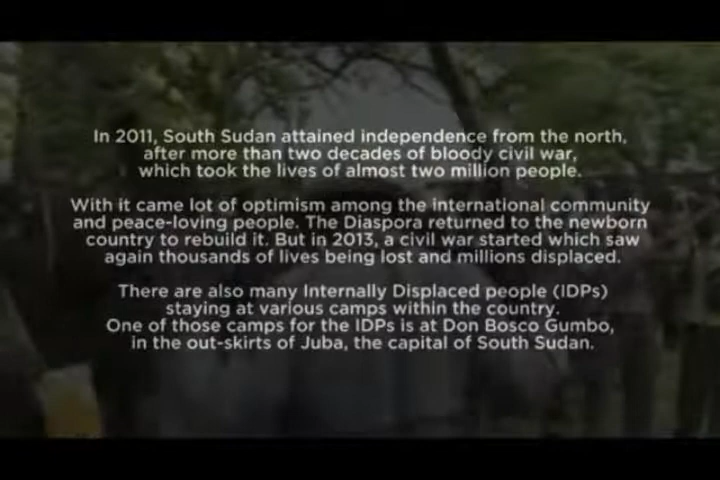 In 2011, South Sudan attained independence from the north,
after more than two decades of bloody civil war,
which took the lives of almost two million people.
With it came lot of optimism among the international community
and peace-loving people. The Diaspora returned to the newborn
country to rebuild it. But in 2013, a civil war started which saw
again thousands of lives being lost and millions displaced.
There are also many Internally Displaced people (IDPs)
staying at various camps within the country.
One of those camps for the IDPs is at Don Bosco Gumbo,
in the out-skirts of Juba, the capital of South Sudan.